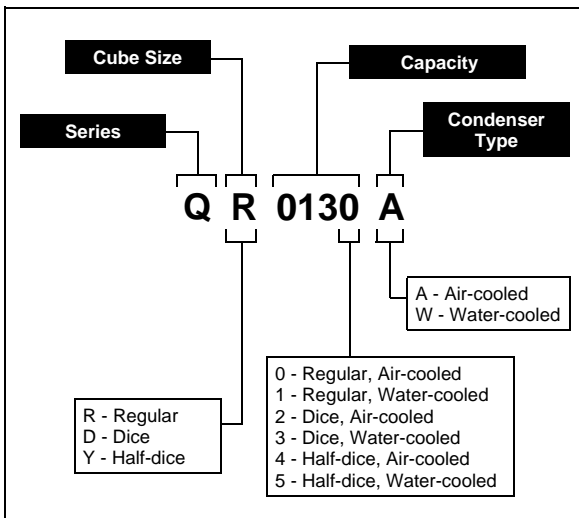 Cube Size
Capacity
Series
Condenser
Type
Q R 0130 A
A - Air-cooled
W - Water-cooled
0 - Regular, Air-cooled
1 - Regular, Water-cooled
2 - Dice, Air-cooled
3 - Dice, Water-cooled
4 - Half-dice, Air-cooled
5 - Half-dice, Water-cooled
R - Regular
D - Dice
Y - Half-dice